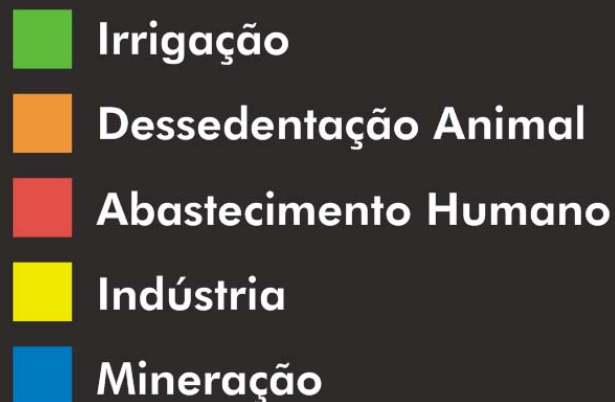 Irrigação
Dessedentação Animal
Abastecimento Humano
Indústria
Mineração